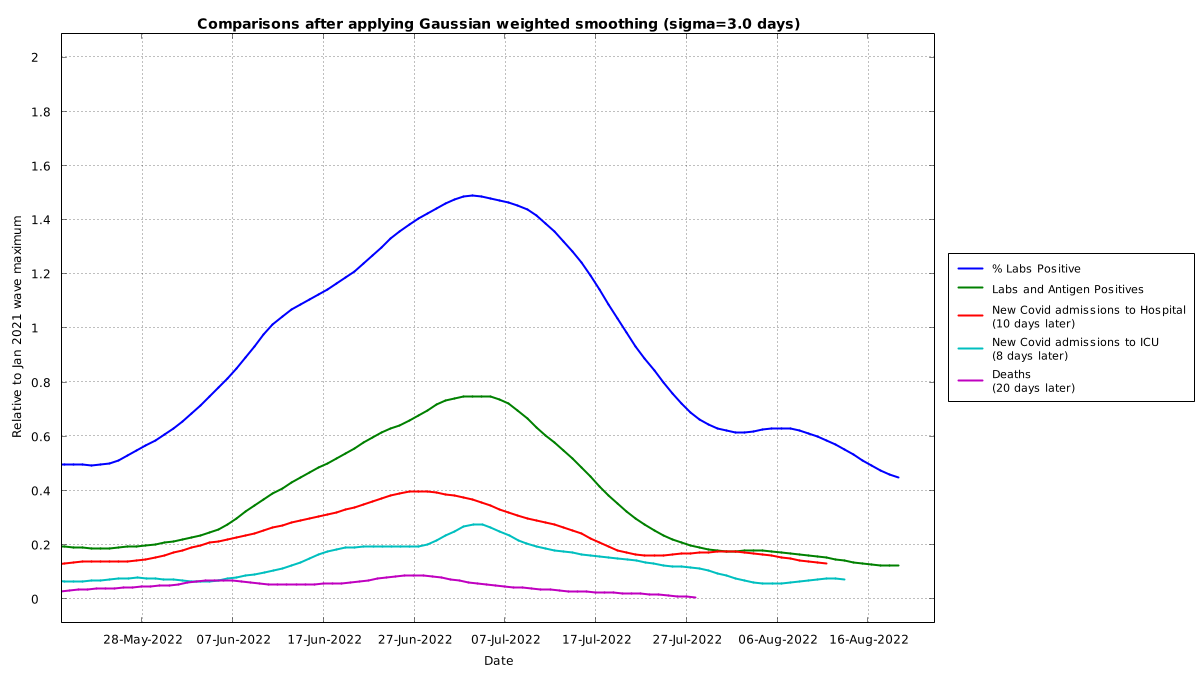 Comparisons after applying Gaussian weighted smoothing (sigma=3.0 days)
2
1.8
1.6
1.4
1.2
1
0.8
0.6
0.4
0.2
0
Relative to Jan 2021 wave maximum
28-May-2022 07-Jun-2022 17-Jun-2022 27-Jun-2022 07-Jul-2022 17-Jul-2022 27-Jul-2022 06-Aug-2022 16-Aug-2022
Date
% Labs Positive
Labs and Antigen Positives
New Covid admissions to Hospital
(10 days later)
New Covid admissions to ICU
(8 days later)
Deaths
(20 days later)